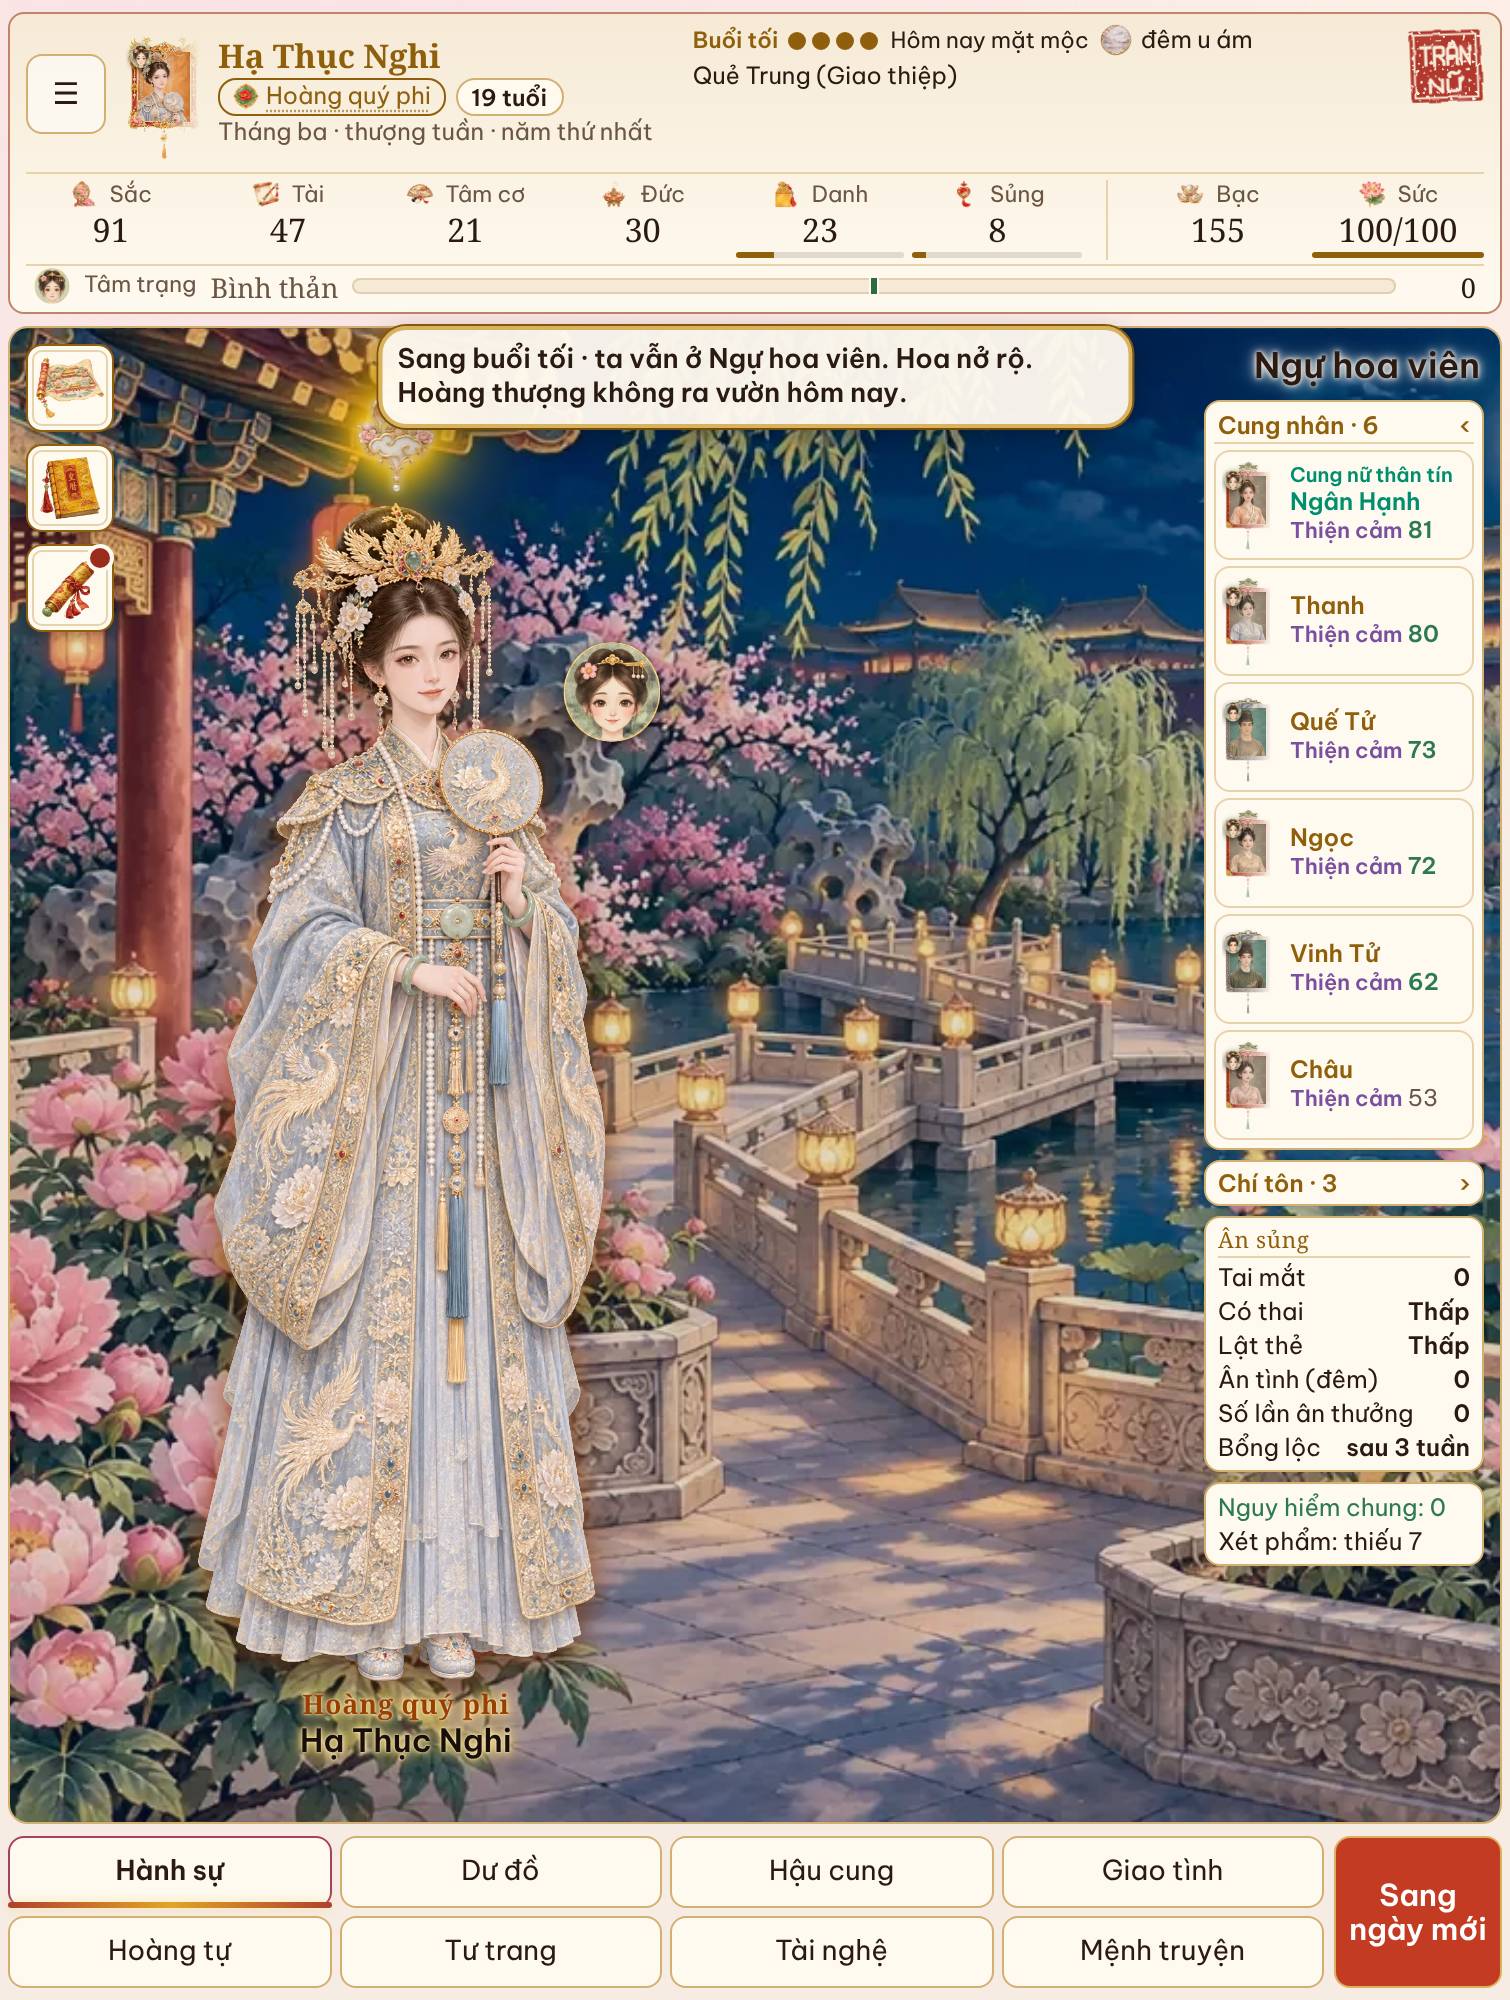 ☰
Hạ Thục Nghi
Hoàng quý phi
19 tuổi
Tháng ba · thượng tuần · năm thứ nhất
Buổi tối
Hôm nay mặt mộc
đêm u ám
Quẻ Trung (Giao thiệp)
TRÂN
NỮ
Sắc
91
Tài
47
Tâm cơ
21
Đức
30
Danh
23
Sủng
8
Bạc
155
Sức
100/100
Tâm trạng
Bình thản
0
Sang buổi tối · ta vẫn ở Ngự hoa viên. Hoa nở rộ.
Hoàng thượng không ra vườn hôm nay.
Ngự hoa viên
Cung nhân · 6 ‹
Cung nữ thân tín
Ngân Hạnh
Thiện cảm 81
Thanh
Thiện cảm 80
Quế Tử
Thiện cảm 73
Ngọc
Thiện cảm 72
Vinh Tử
Thiện cảm 62
Châu
Thiện cảm 53
Chí tôn · 3 ›
Ân sủng
Tai mắt 0
Có thai Thấp
Lật thẻ Thấp
Ân tình (đêm) 0
Số lần ân thưởng 0
Bổng lộc sau 3 tuần
Nguy hiểm chung: 0
Xét phẩm: thiếu 7
Hoàng quý phi
Hạ Thục Nghi
Hành sự
Dư đồ
Hậu cung
Giao tình
Hoàng tự
Tư trang
Tài nghệ
Mệnh truyện
Sang
ngày mới